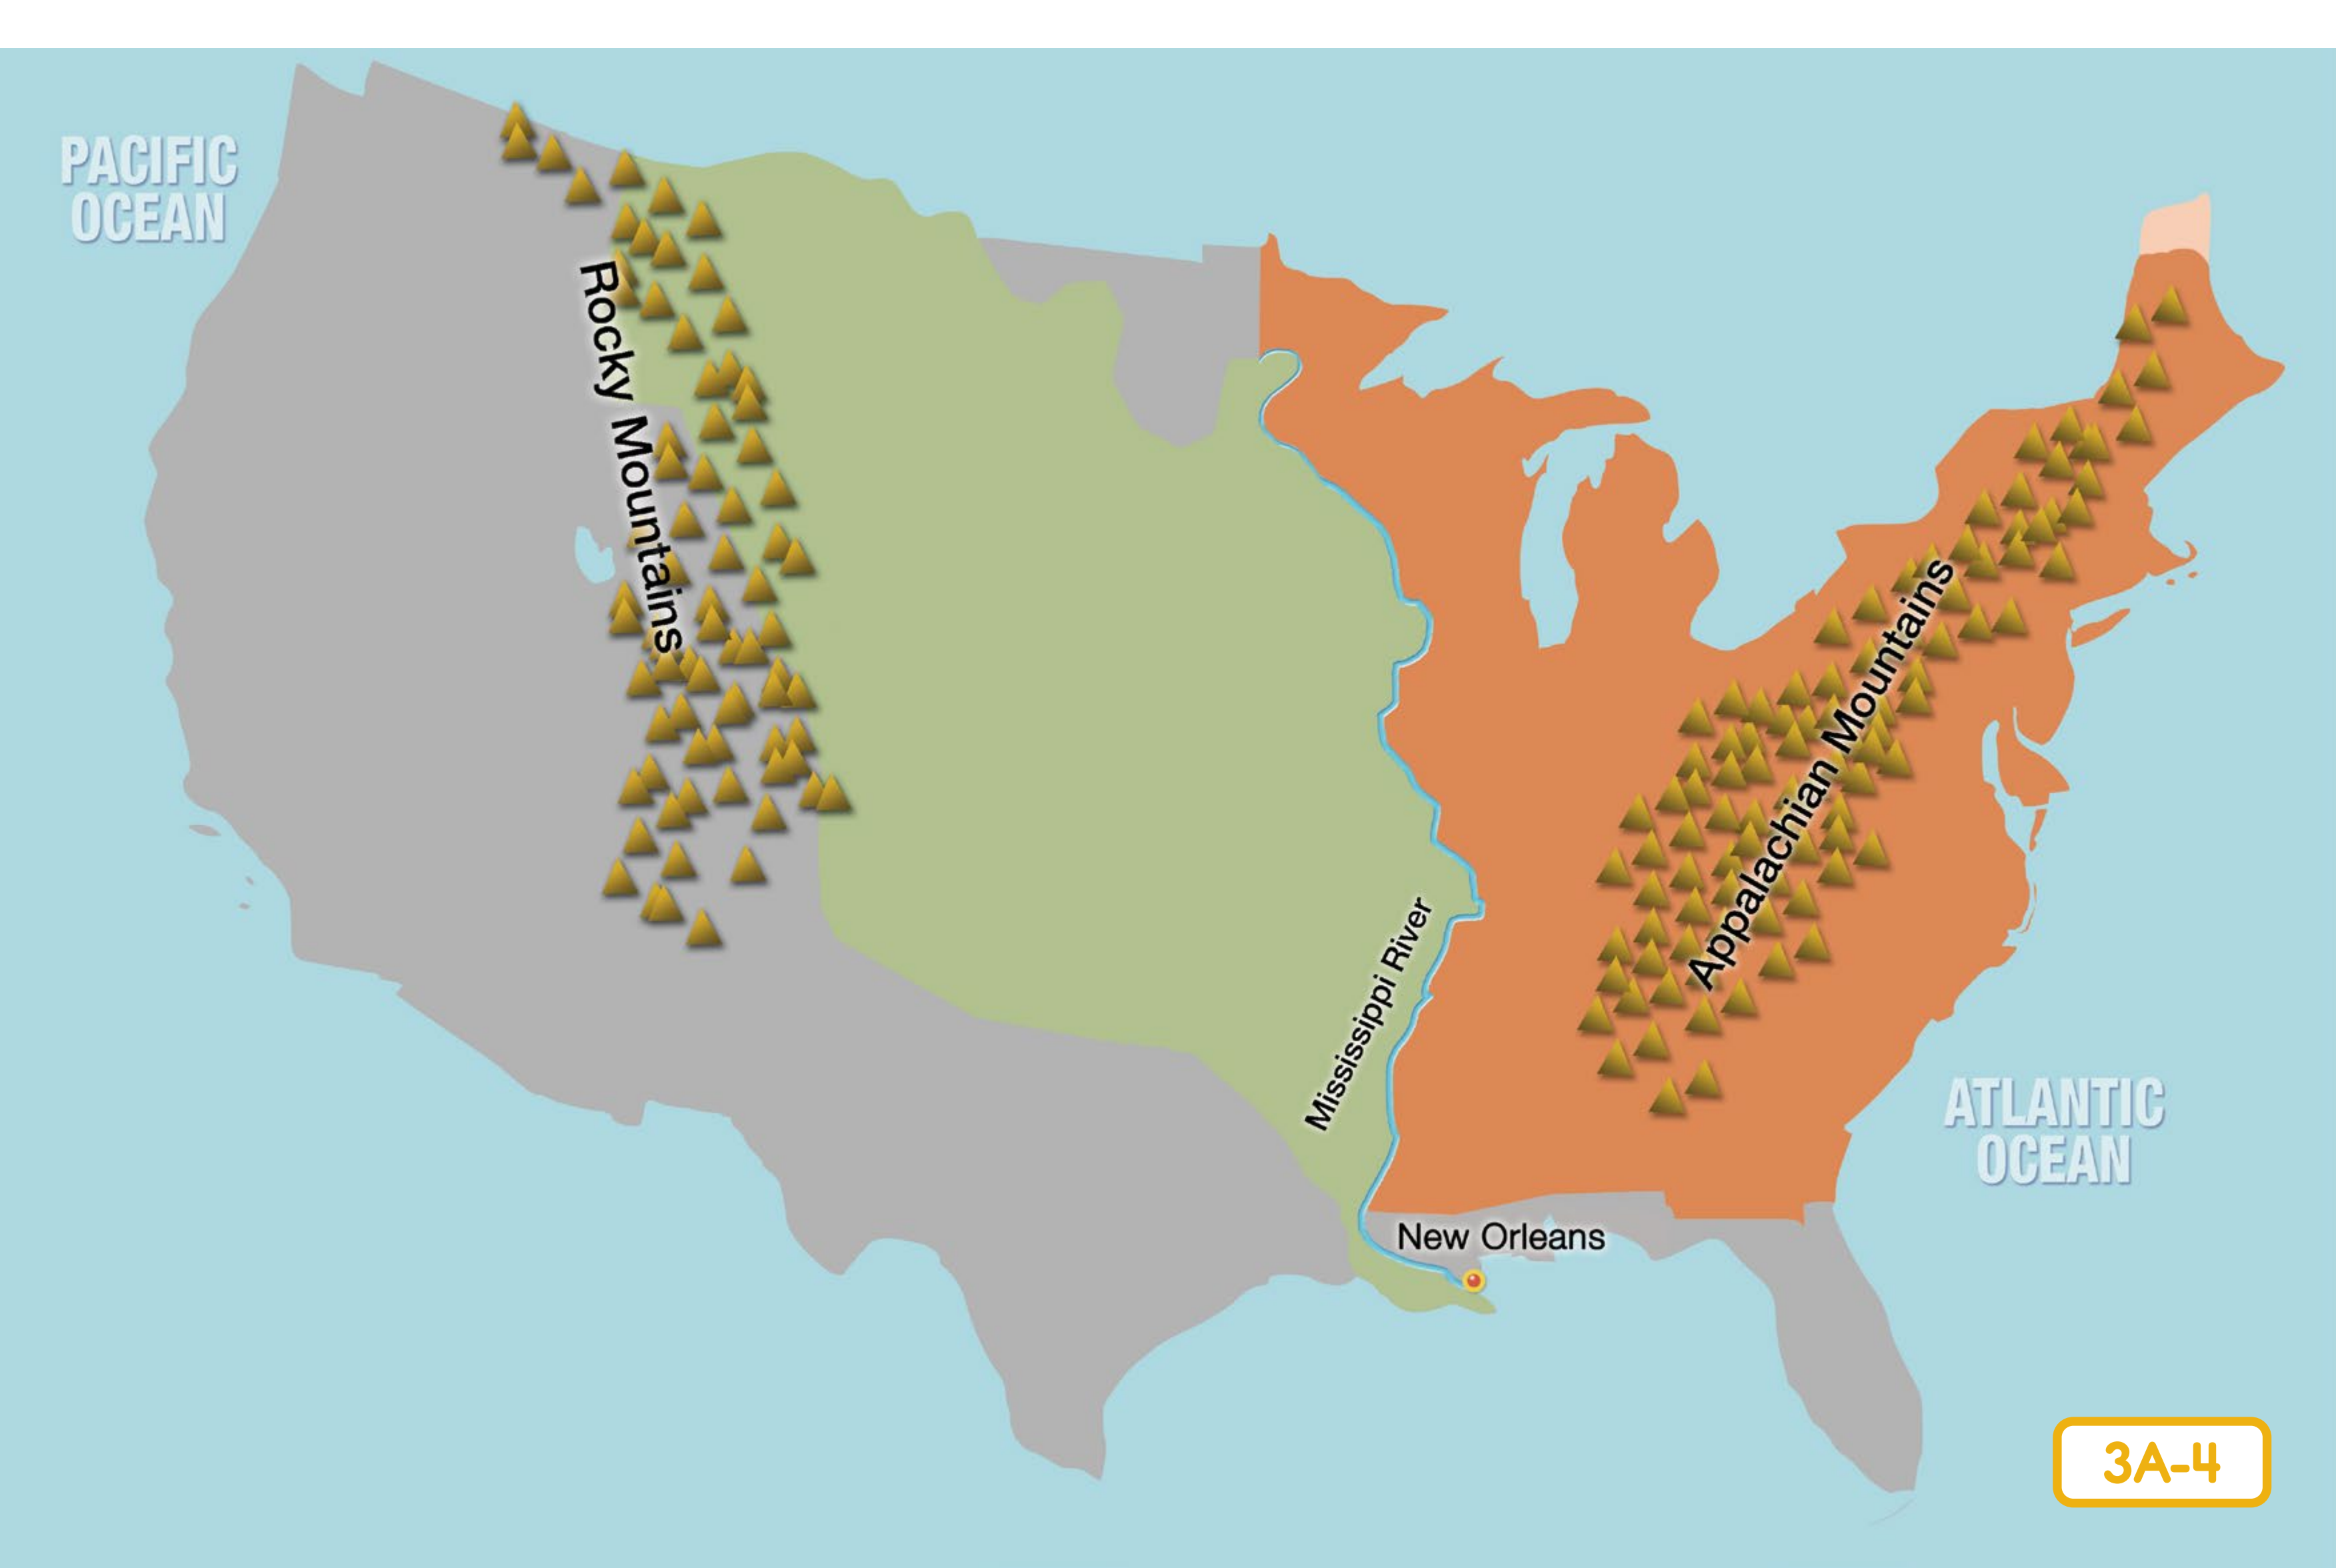 PACIFIC
OCEAN
Rocky Mountains
Appalachian Mountains
Mississippi River
New Orleans
ATLANTIC
OCEAN
3A-4